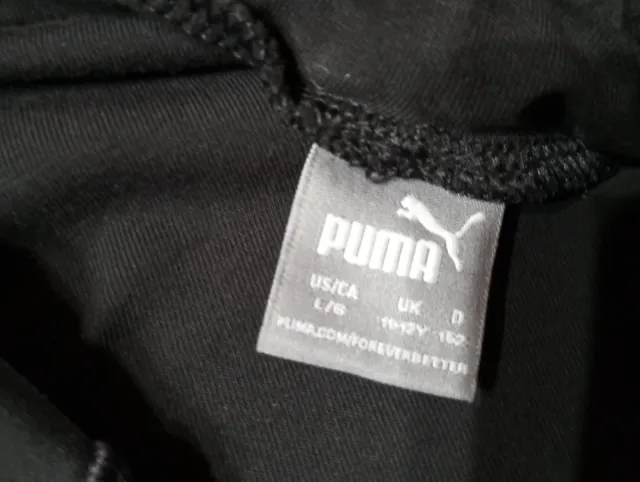 PUMA
US/CA UK D
L/G 11-12Y 152
PUMA.COM/FOREVERBETTER